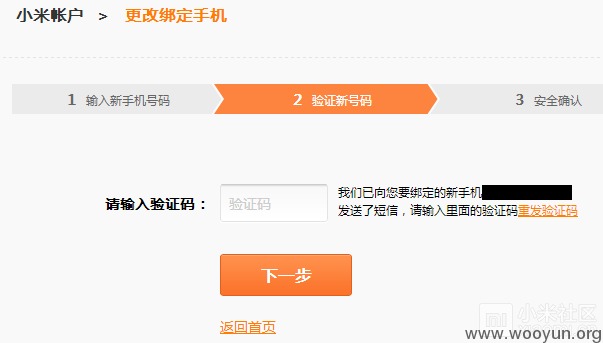 小米帐户 > 更改绑定手机
1 输入新手机号码 2 验证新号码 3 安全确认
请输入验证码： 验证码 我们已向您要绑定的新手机
发送了短信，请输入里面的验证码重发验证码
下一步
返回首页
小米社区
www.wooyun.org